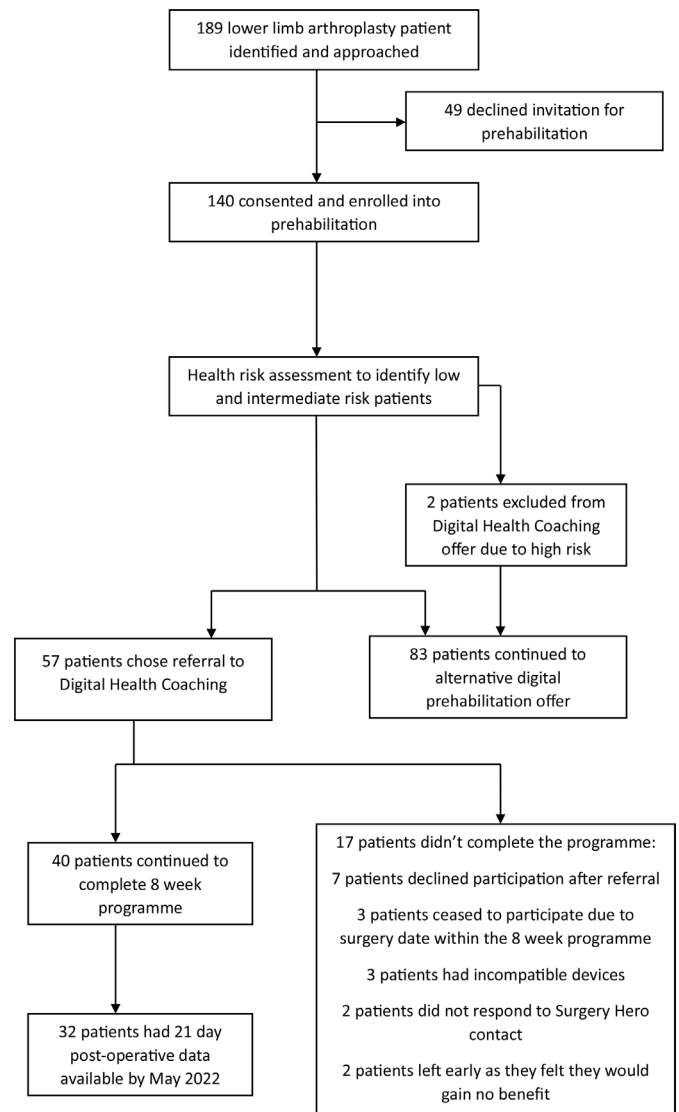 189 lower limb arthroplasty patient
identified and approached
49 declined invitation for
prehabilitation
140 consented and enrolled into
prehabilitation
Health risk assessment to identify low
and intermediate risk patients
2 patients excluded from
Digital Health Coaching
offer due to high risk
57 patients chose referral to
Digital Health Coaching
83 patients continued to
alternative digital
prehabilitation offer
40 patients continued to
complete 8 week
programme
17 patients didn’t complete the programme:
7 patients declined participation after referral
3 patients ceased to participate due to
surgery date within the 8 week programme
3 patients had incompatible devices
2 patients did not respond to Surgery Hero
contact
2 patients left early as they felt they would
gain no benefit
32 patients had 21 day
post-operative data
available by May 2022